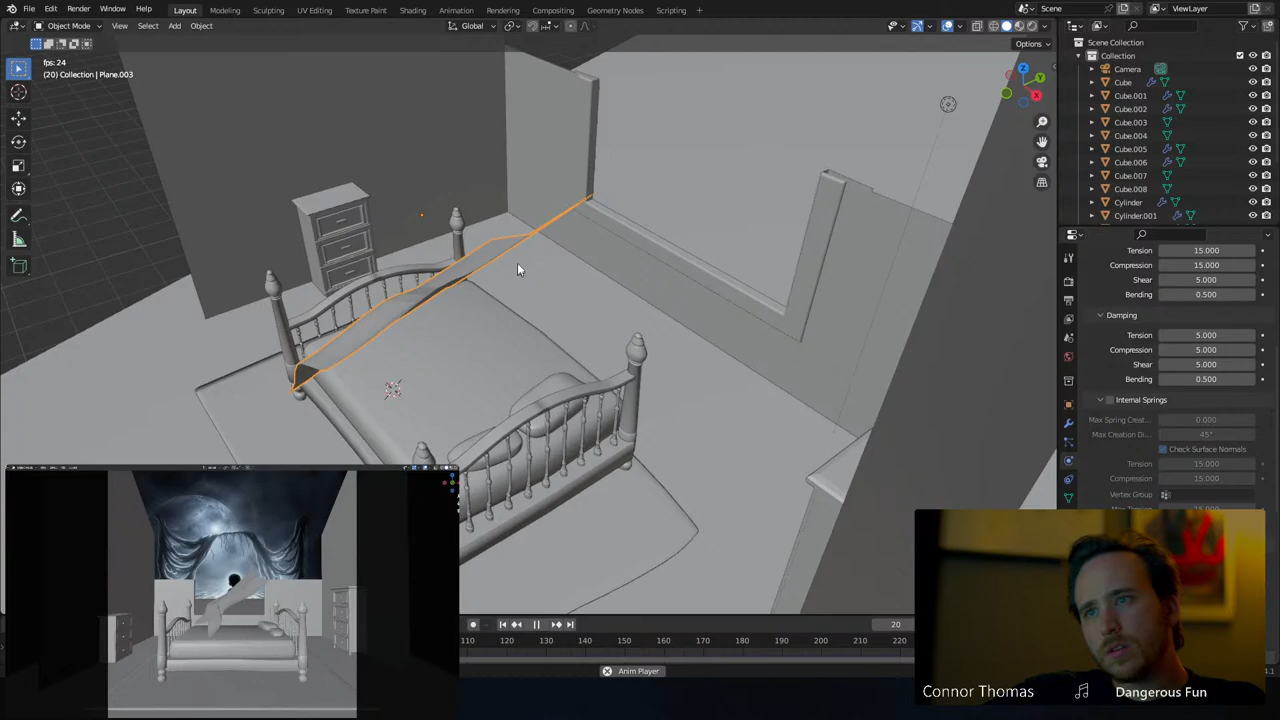 File Edit Render Window Help Layout Modeling Sculpting UV Editing Texture Paint Shading Animation Rendering Compositing Geometry Nodes Scripting + Scene ViewLayer
Object Mode View Select Add Object Global
Options
fps: 24
(20) Collection | Plane.003
Z
Y
X
Scene Collection
Collection
Camera
Cube
Cube.001
Cube.002
Cube.003
Cube.004
Cube.005
Cube.006
Cube.007
Cube.008
Cylinder
Cylinder.001
Tension 15.000
Compression 15.000
Shear 5.000
Bending 0.500
Damping
Tension 5.000
Compression 5.000
Shear 5.000
Bending 0.500
Internal Springs
Max Spring Creat... 0.000
Max Creation Di... 45°
Check Surface Normals
Tension 15.000
Compression 15.000
Vertex Group
20
110 120 130 140 150 160 170 180 190 200 210 220
Anim Player
Connor Thomas Dangerous Fun